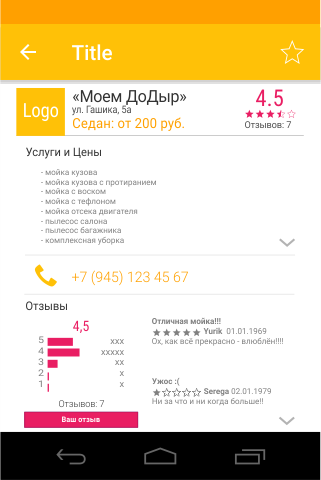 Title
Logo
«Моем ДоДыр»
ул. Гашика, 5а
Седан: от 200 руб.
4.5
Отзывов: 7
Услуги и Цены
- мойка кузова
- мойка кузова с протиранием
- мойка с воском
- мойка с тефлоном
- мойка отсека двигателя
- пылесос салона
- пылесос багажника
- комплексная уборка
+7 (945) 123 45 67
Отзывы
4,5
5 xxx
4 xxxxx
3 xx
2 x
1 x
Отзывов: 7
Ваш отзыв
Отличная мойка!!!
Yurik 01.01.1969
Ох, как всё прекрасно - влюблён!!!!
Ужос :(
Serega 02.01.1979
Ни за что и ни когда больше!!